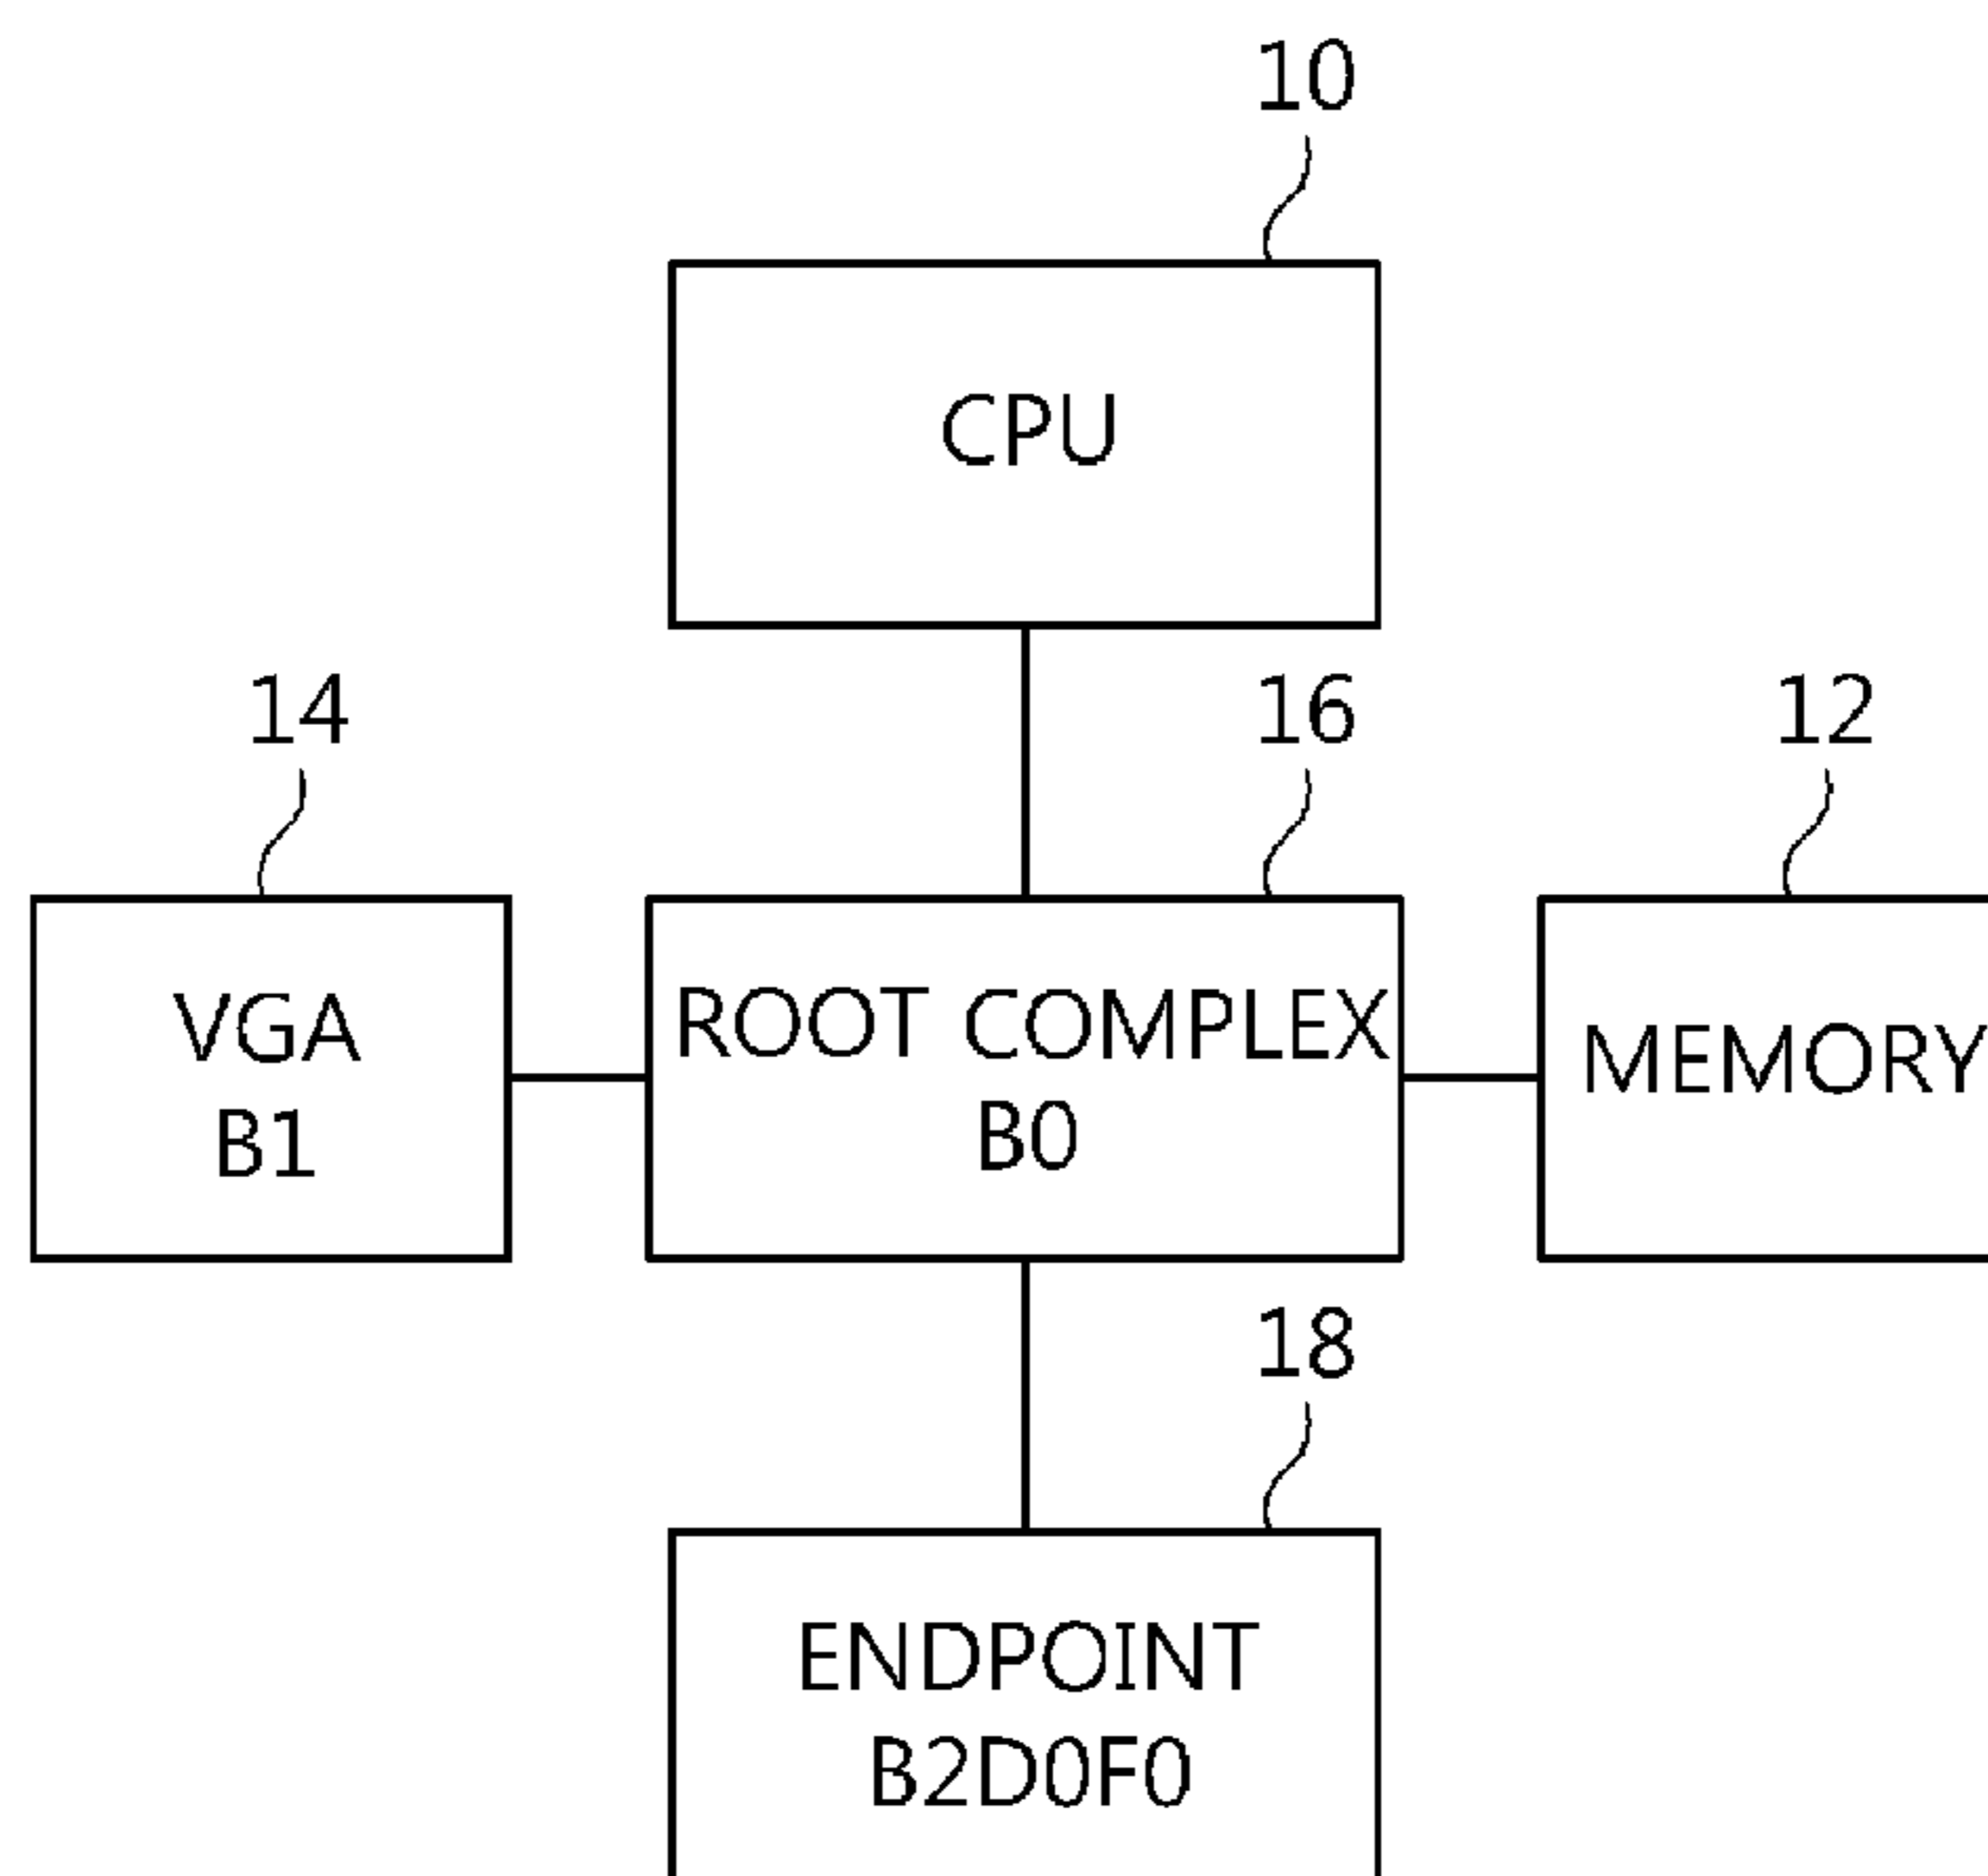 10
CPU
14
16
12
VGA
B1
ROOT COMPLEX
B0
MEMORY
18
ENDPOINT
B2D0F0